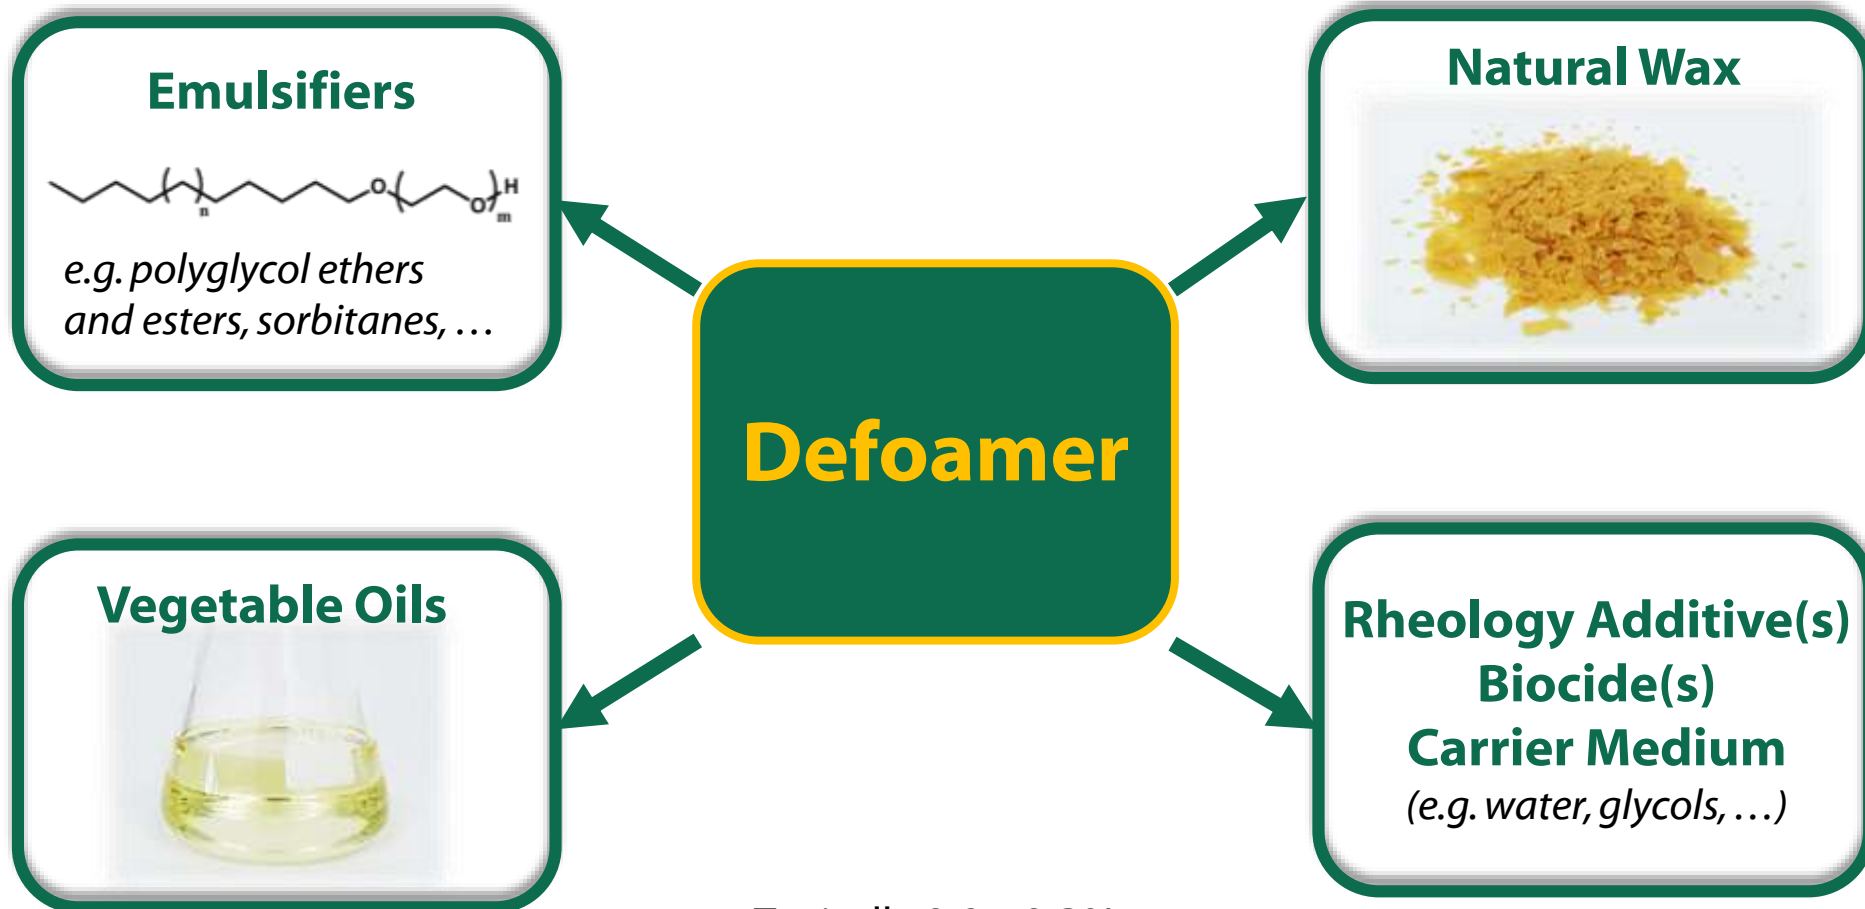 Emulsifiers
O
O
H
n
m
e.g. polyglycol ethers
and esters, sorbitanes, …
Natural Wax
Defoamer
Vegetable Oils
Rheology Additive(s)
Biocide(s)
Carrier Medium
(e.g. water, glycols, …)